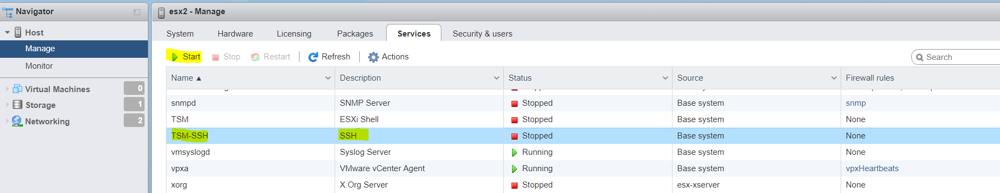 Navigator
Host
Manage
Monitor
Virtual Machines 0
Storage 1
Networking 2
esx2 - Manage
System Hardware Licensing Packages Services Security & users
Start Stop Restart Refresh Actions Search
Name Description Status Source Firewall rules
snmpd SNMP Server Stopped Base system snmp
TSM ESXi Shell Stopped Base system None
TSM-SSH SSH Stopped Base system None
vmsyslogd Syslog Server Running Base system None
vpxa VMware vCenter Agent Running Base system vpxHeartbeats
xorg X.Org Server Stopped esx-xserver None